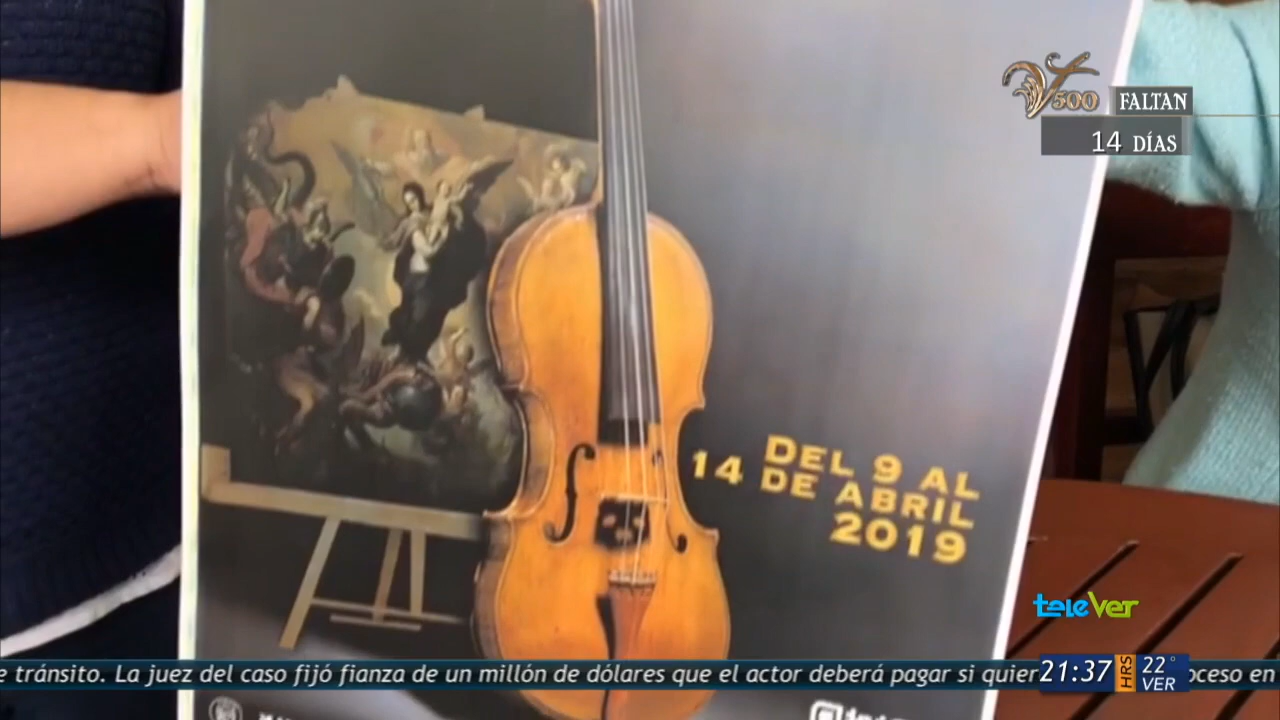 V500 FALTAN
14 DÍAS
DEL 9 AL
14 DE ABRIL
2019
teleVer
e tránsito. La juez del caso fijó fianza de un millón de dólares que el actor deberá pagar si quier
21:37 HRS 22° VER
oceso en